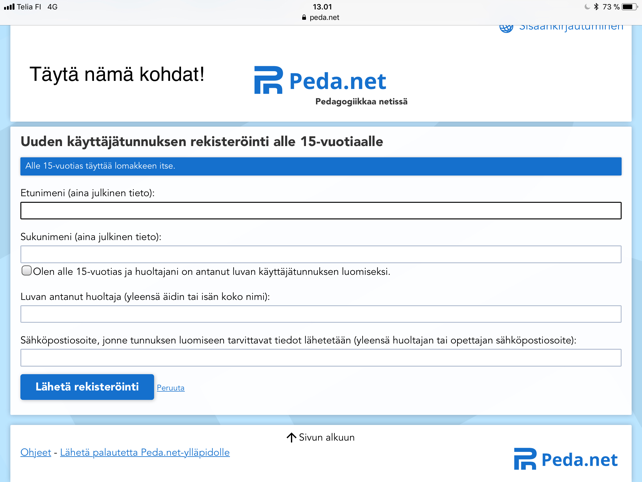 Telia FI 4G 13.01 73 %
peda.net
Sisäänkirjautuminen
Täytä nämä kohdat!
Peda.net
Pedagogiikkaa netissä
Uuden käyttäjätunnuksen rekisteröinti alle 15-vuotiaalle
Alle 15-vuotias täyttää lomakkeen itse.
Etunimeni (aina julkinen tieto):
Sukunimeni (aina julkinen tieto):
Olen alle 15-vuotias ja huoltajani on antanut luvan käyttäjätunnuksen luomiseksi.
Luvan antanut huoltaja (yleensä äidin tai isän koko nimi):
Sähköpostiosoite, jonne tunnuksen luomiseen tarvittavat tiedot lähetetään (yleensä huoltajan tai opettajan sähköpostiosoite):
Lähetä rekisteröinti Peruuta
Sivun alkuun
Ohjeet - Lähetä palautetta Peda.net-ylläpidolle
Peda.net